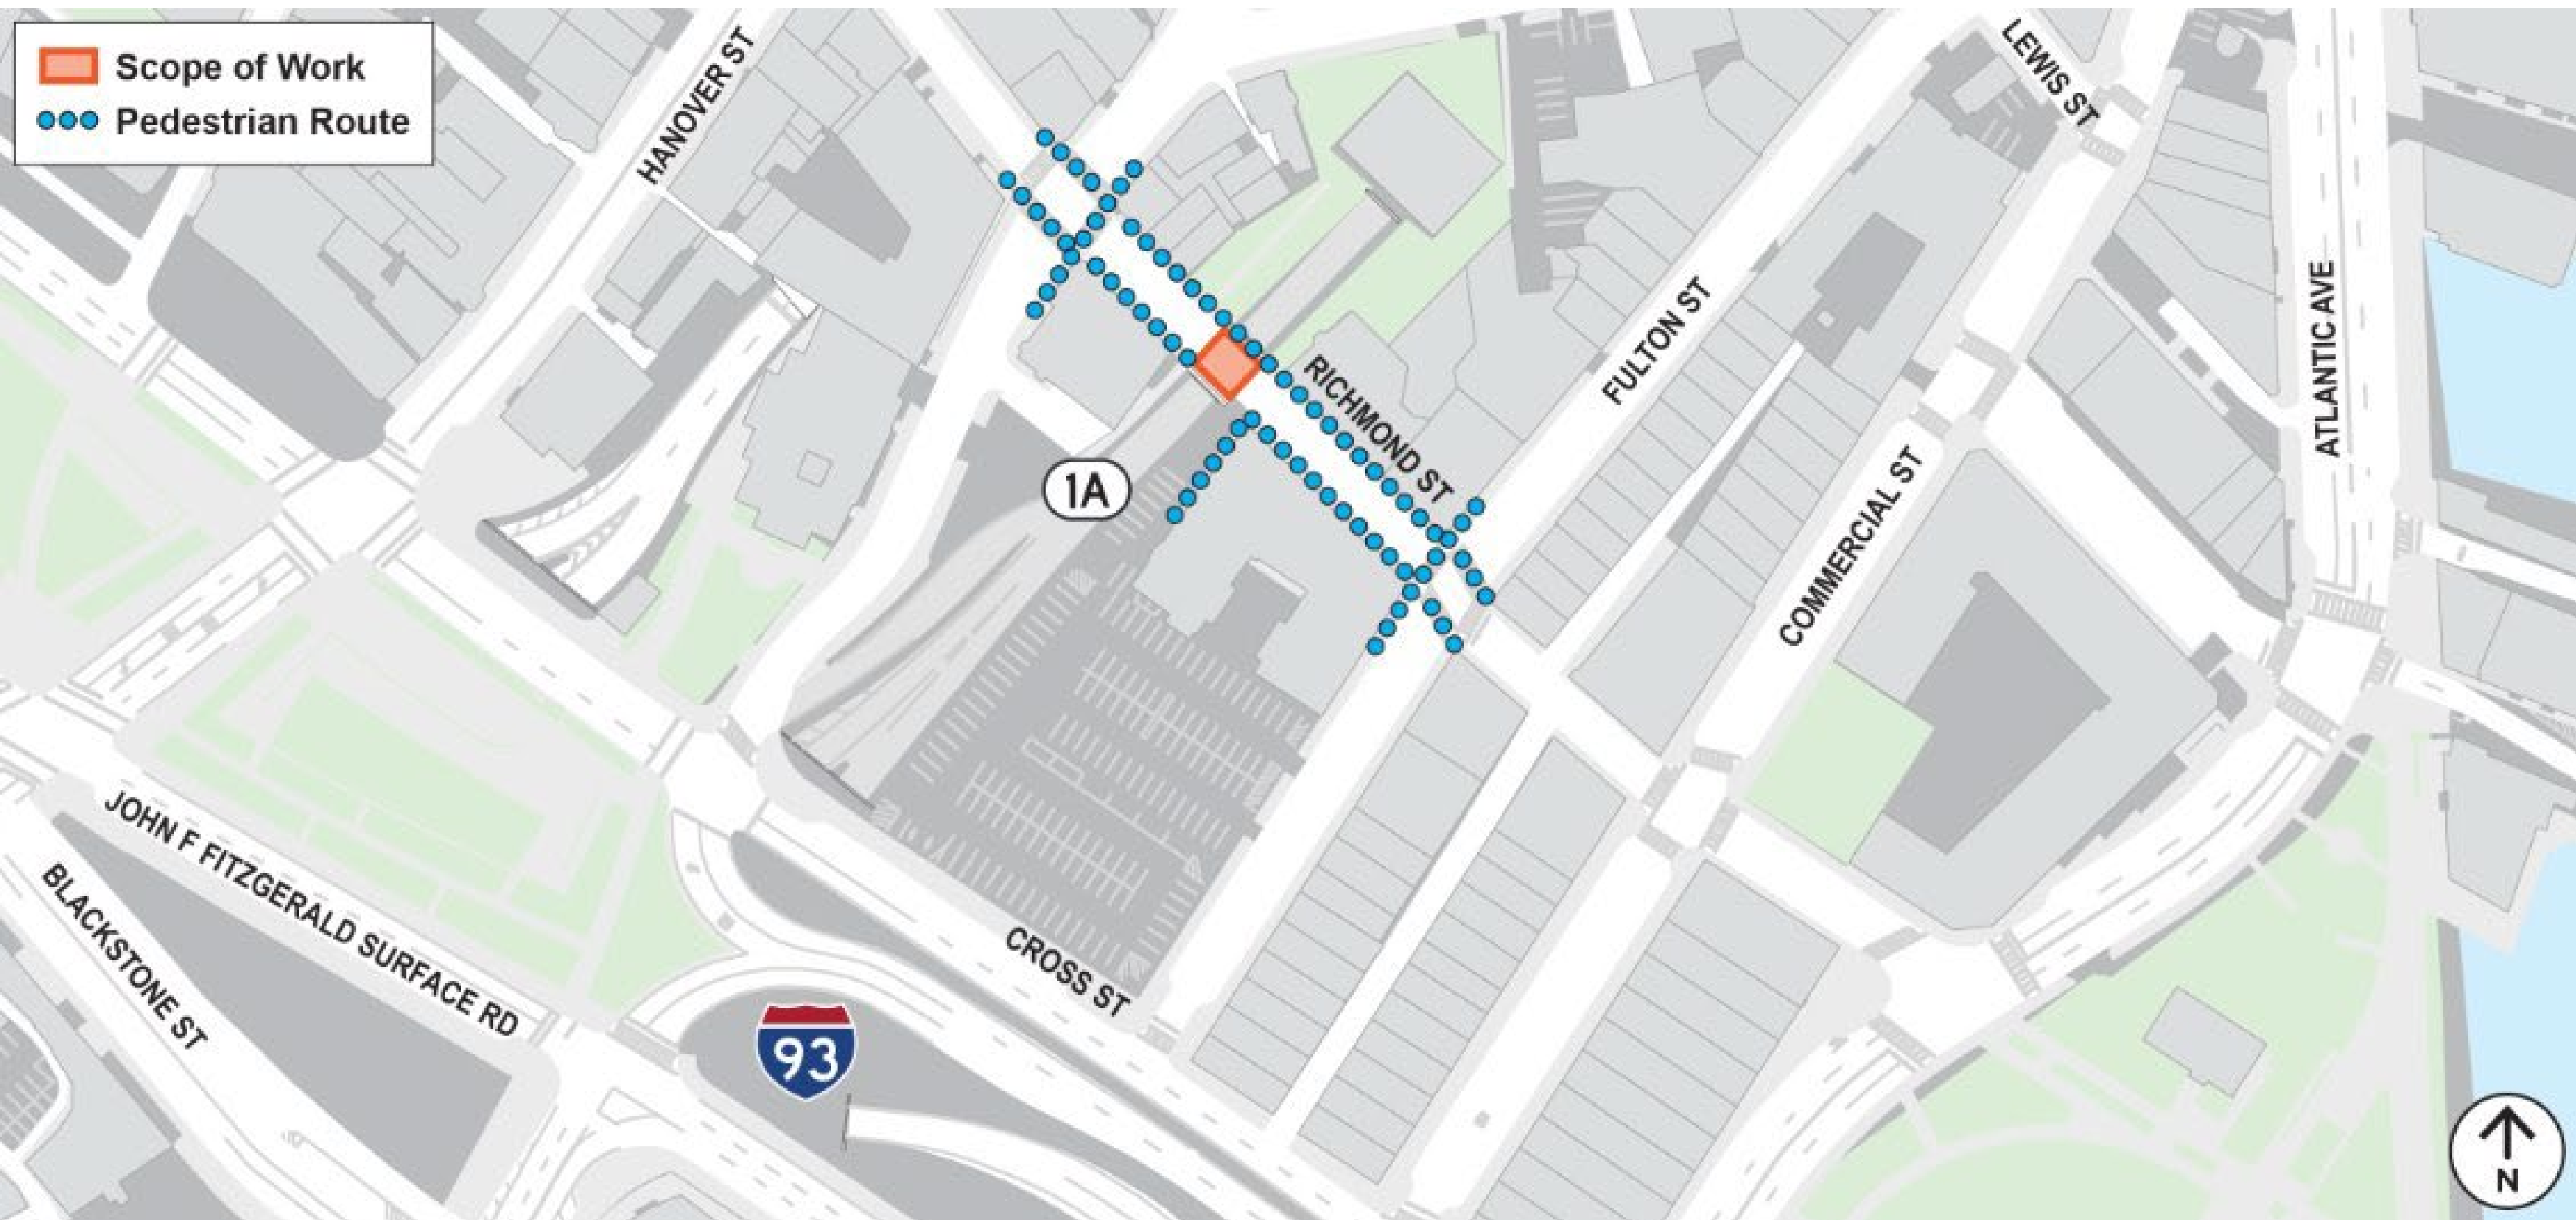 Scope of Work
Pedestrian Route
HANOVER ST
LEWIS ST
ATLANTIC AVE
FULTON ST
RICHMOND ST
1A
COMMERCIAL ST
JOHN F FITZGERALD SURFACE RD
BLACKSTONE ST
CROSS ST
93
N